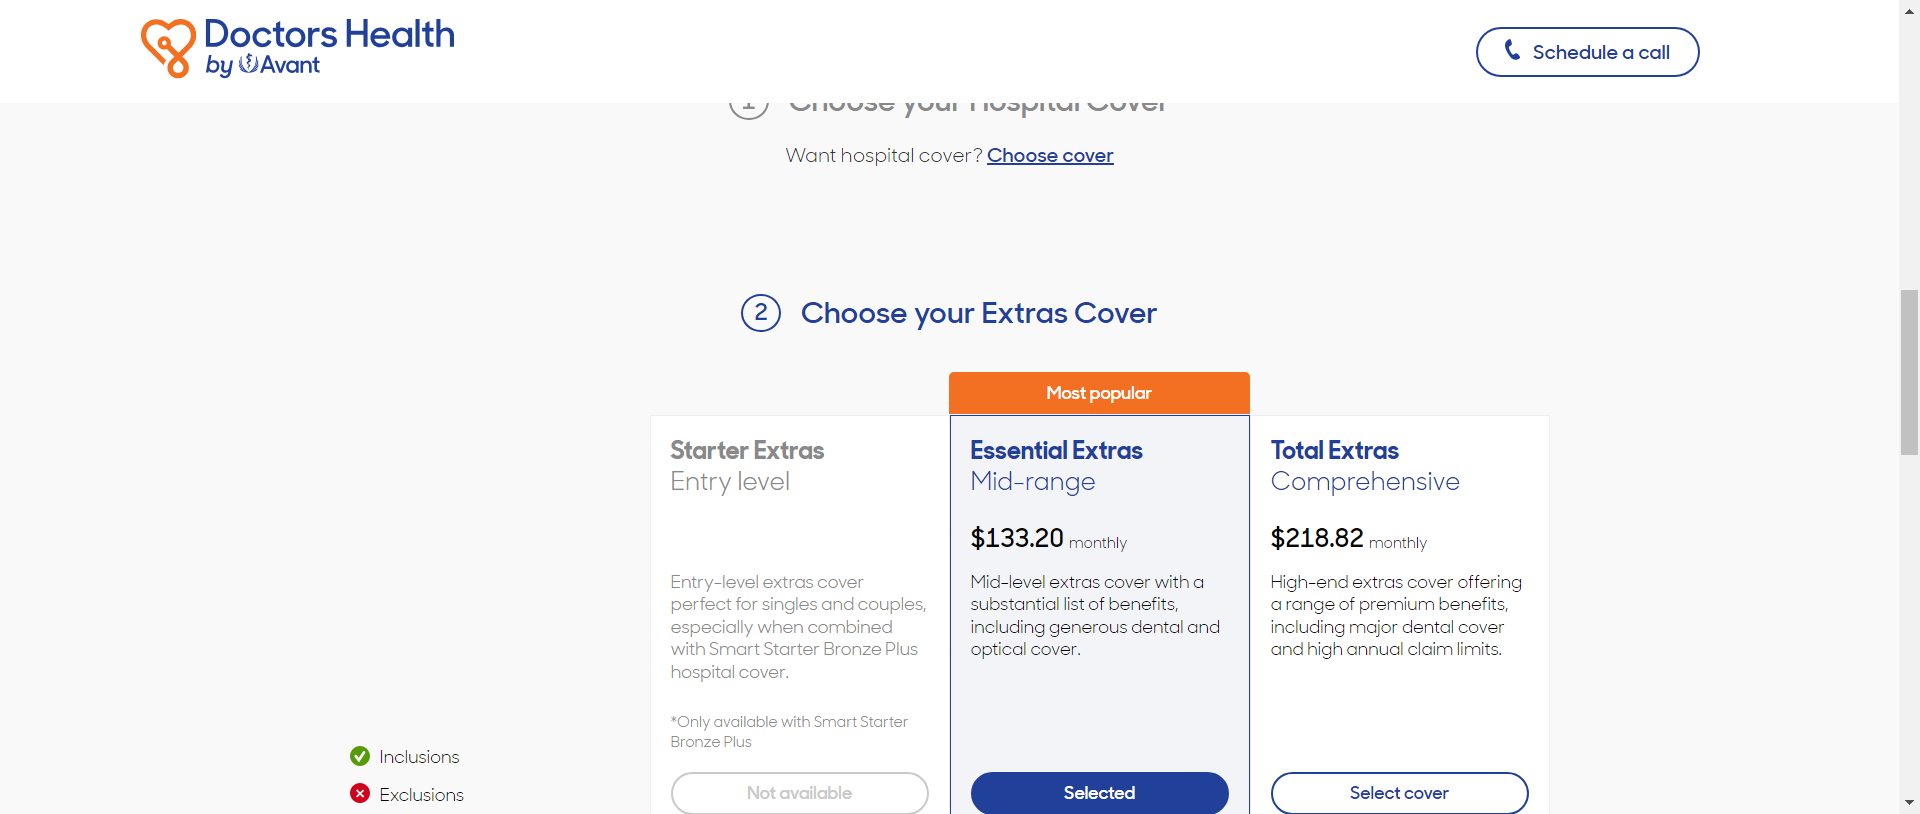 Doctors Health
by Avant
Schedule a call
1 Choose your Hospital Cover
Want hospital cover? Choose cover
2 Choose your Extras Cover
Most popular
Starter Extras
Entry level
Entry-level extras cover
perfect for singles and couples,
especially when combined
with Smart Starter Bronze Plus
hospital cover.
*Only available with Smart Starter
Bronze Plus
Not available
Essential Extras
Mid-range
$133.20 monthly
Mid-level extras cover with a
substantial list of benefits,
including generous dental and
optical cover.
Selected
Total Extras
Comprehensive
$218.82 monthly
High-end extras cover offering
a range of premium benefits,
including major dental cover
and high annual claim limits.
Select cover
Inclusions
Exclusions